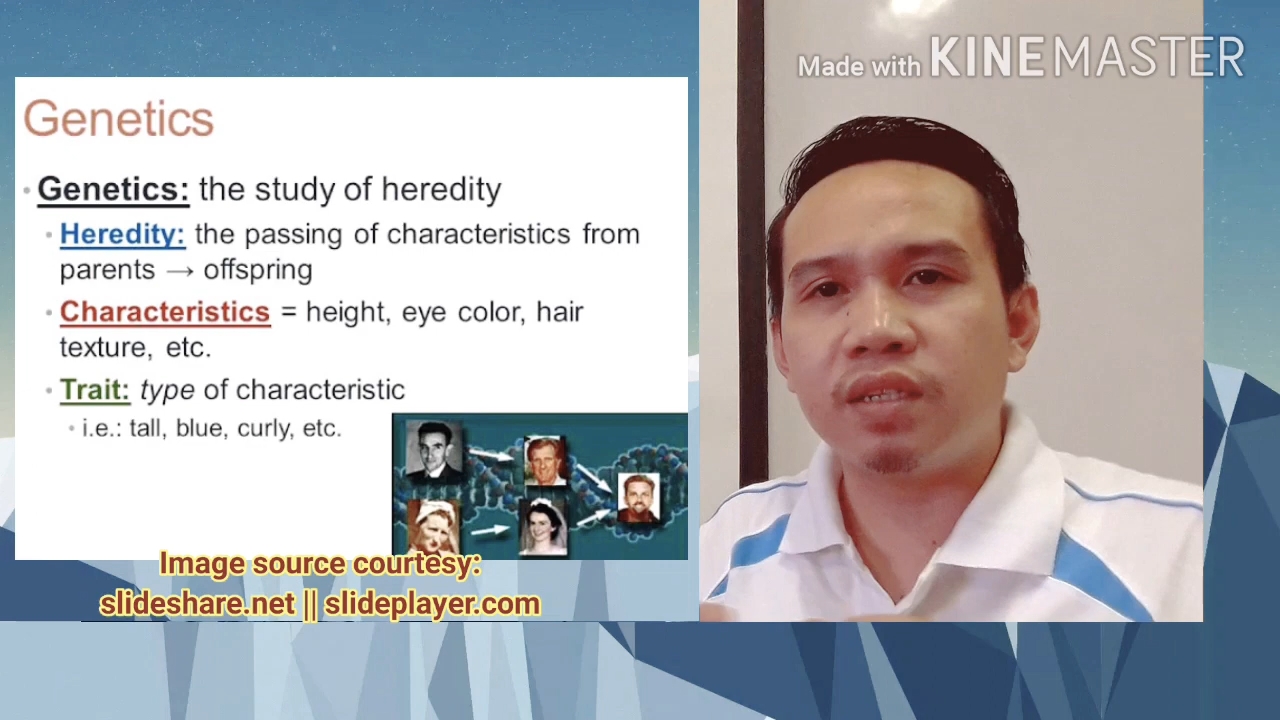 Made with KINEMASTER
Genetics
• Genetics: the study of heredity
• Heredity: the passing of characteristics from
parents → offspring
• Characteristics = height, eye color, hair
texture, etc.
• Trait: type of characteristic
• i.e.: tall, blue, curly, etc.
Image source courtesy:
slideshare.net || slideplayer.com